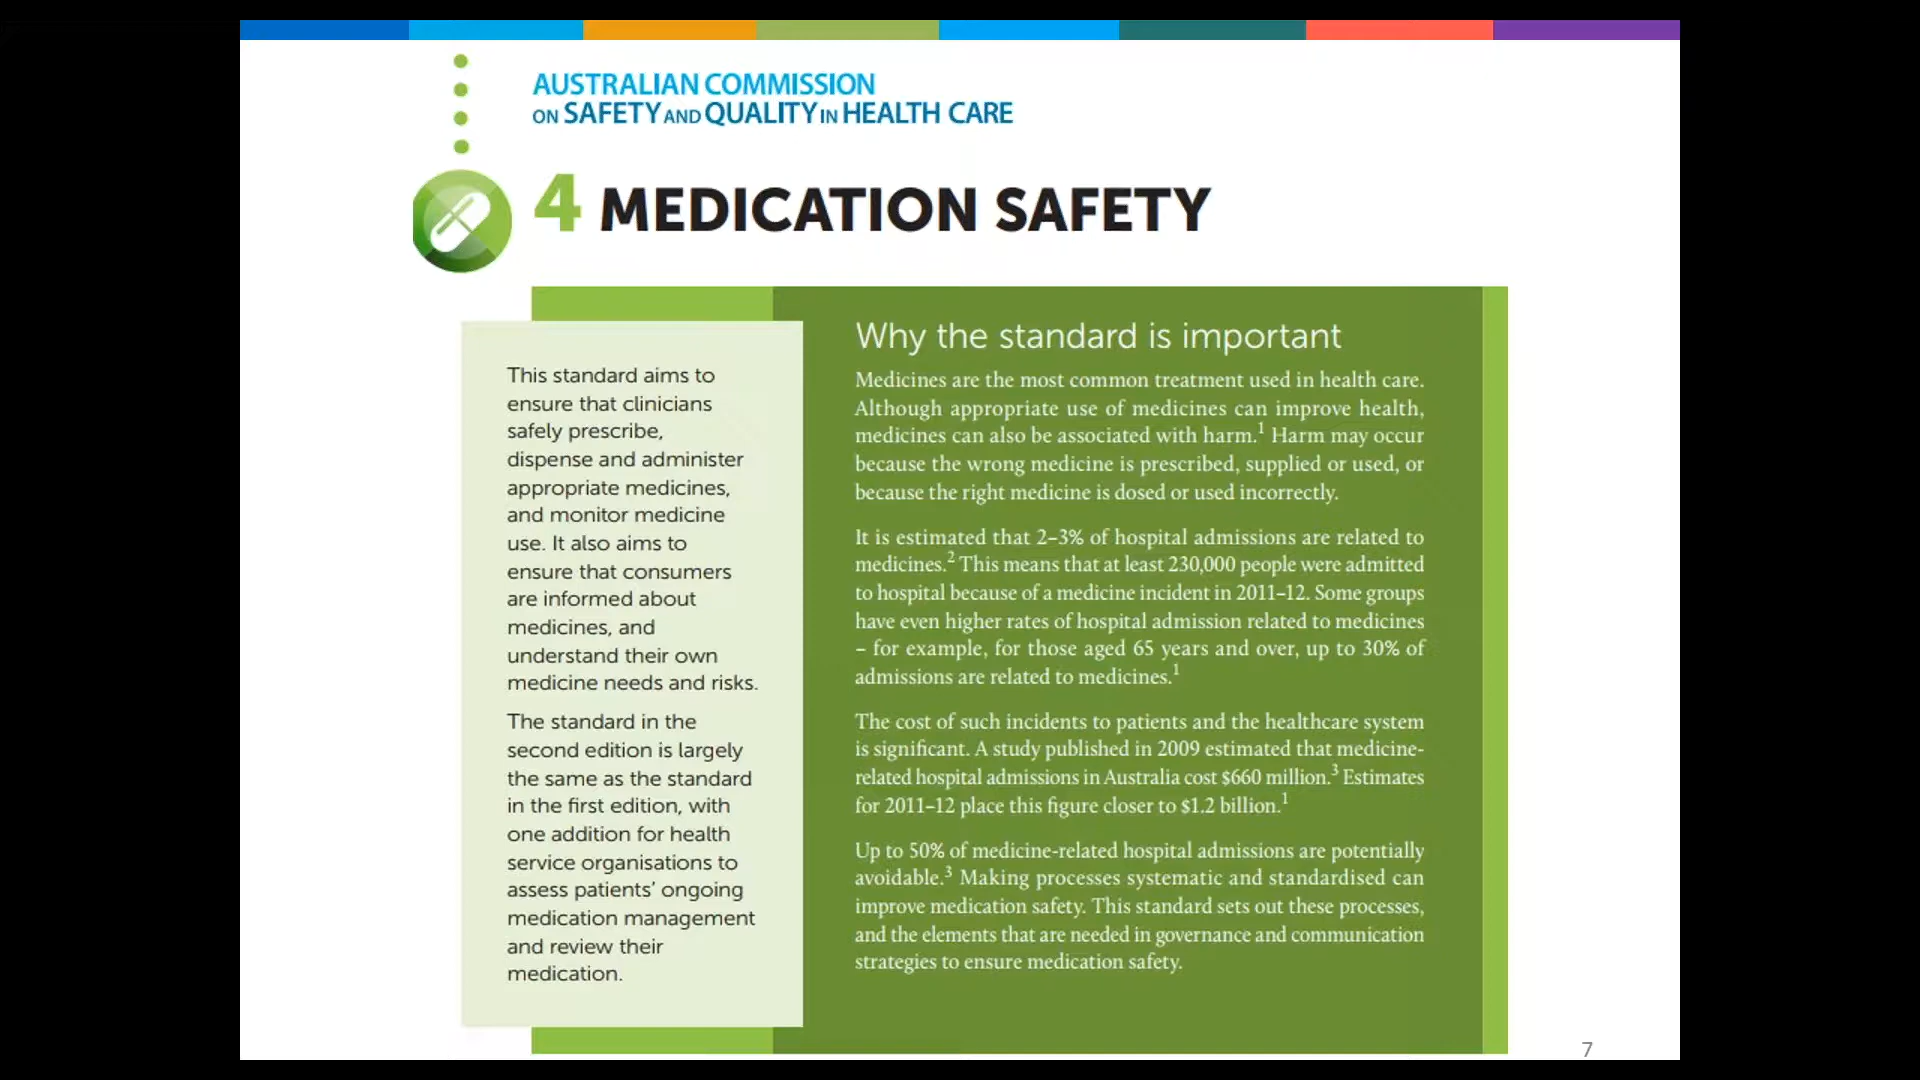 AUSTRALIAN COMMISSION
ON SAFETY AND QUALITY IN HEALTH CARE
4 MEDICATION SAFETY
This standard aims to
ensure that clinicians
safely prescribe,
dispense and administer
appropriate medicines,
and monitor medicine
use. It also aims to
ensure that consumers
are informed about
medicines, and
understand their own
medicine needs and risks.
The standard in the
second edition is largely
the same as the standard
in the first edition, with
one addition for health
service organisations to
assess patients’ ongoing
medication management
and review their
medication.
Why the standard is important
Medicines are the most common treatment used in health care.
Although appropriate use of medicines can improve health,
medicines can also be associated with harm.1 Harm may occur
because the wrong medicine is prescribed, supplied or used, or
because the right medicine is dosed or used incorrectly.
It is estimated that 2–3% of hospital admissions are related to
medicines.2 This means that at least 230,000 people were admitted
to hospital because of a medicine incident in 2011–12. Some groups
have even higher rates of hospital admission related to medicines
– for example, for those aged 65 years and over, up to 30% of
admissions are related to medicines.1
The cost of such incidents to patients and the healthcare system
is significant. A study published in 2009 estimated that medicine-
related hospital admissions in Australia cost $660 million.3 Estimates
for 2011–12 place this figure closer to $1.2 billion.1
Up to 50% of medicine-related hospital admissions are potentially
avoidable.3 Making processes systematic and standardised can
improve medication safety. This standard sets out these processes,
and the elements that are needed in governance and communication
strategies to ensure medication safety.
7